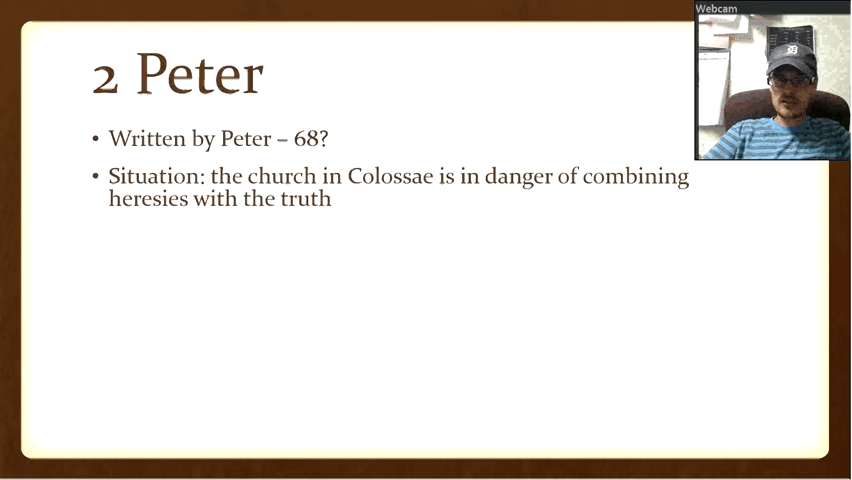 Webcam
2 Peter
• Written by Peter – 68?
• Situation: the church in Colossae is in danger of combining
heresies with the truth